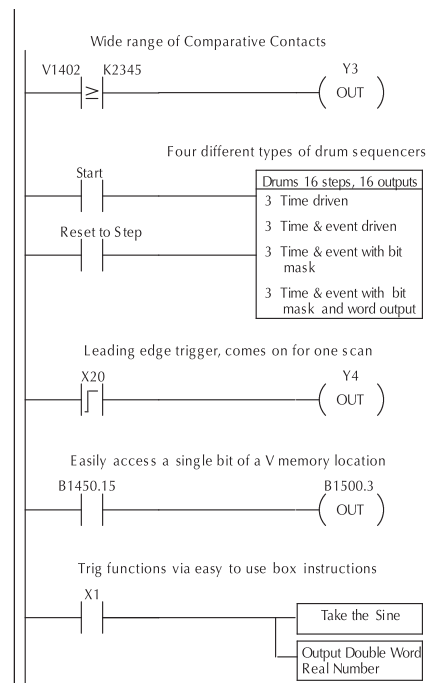 Wide range of Comparative Contacts
V1402 K2345 Y3
≥ OUT
Four different types of drum sequencers
Start
Drums 16 steps, 16 outputs
3 Time driven
3 Time & event driven
Reset to Step
3 Time & event with bit
mask
3 Time & event with bit
mask and word output
Leading edge trigger, comes on for one scan
X20 Y4
OUT
Easily access a single bit of a V memory location
B1450.15 B1500.3
OUT
Trig functions via easy to use box instructions
X1
Take the Sine
Output Double Word
Real Number